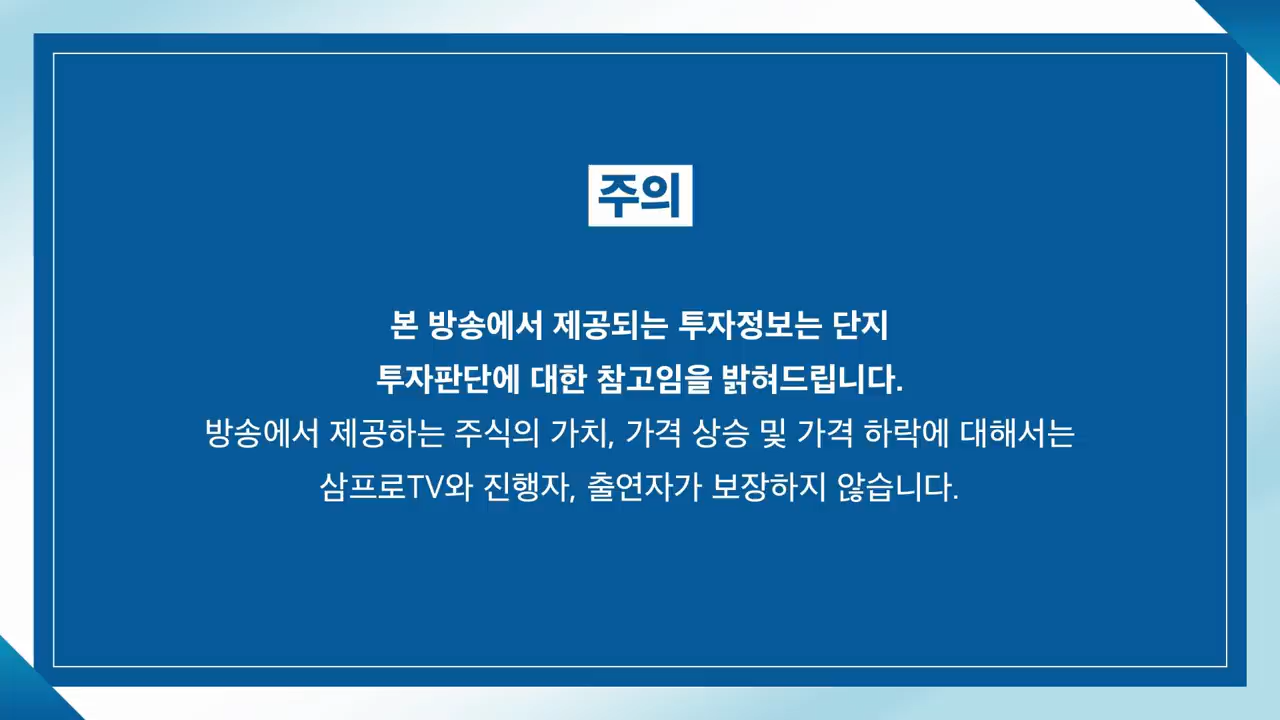 주의
본 방송에서 제공되는 투자정보는 단지
투자판단에 대한 참고임을 밝혀드립니다.
방송에서 제공하는 주식의 가치, 가격 상승 및 가격 하락에 대해서는
삼프로TV와 진행자, 출연자가 보장하지 않습니다.